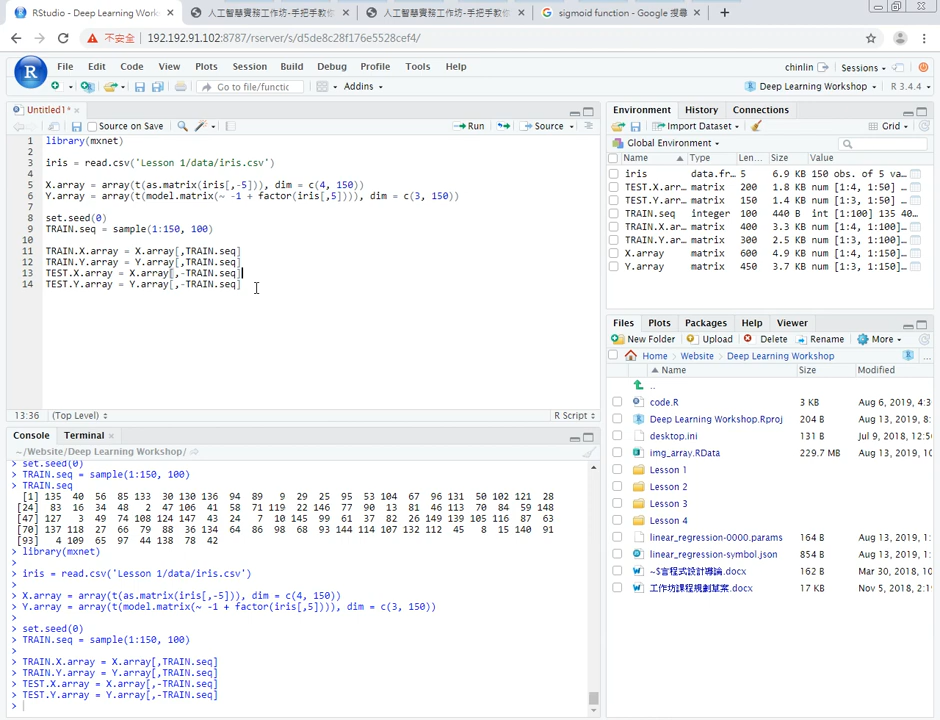 RStudio - Deep Learning Worksh
人工智慧實務工作坊-手把手教你
人工智慧實務工作坊-手把手教你
sigmoid function - Google 搜尋
不安全 192.192.91.102:8787/rserver/s/d5de8c28f176e5528cef4/
File Edit Code View Plots Session Build Debug Profile Tools Help
chinlin Sessions
Go to file/functic Addins
Deep Learning Workshop R 3.4.4
Untitled1*
Source on Save Run Source
1 library(mxnet)
2
3 iris = read.csv('Lesson 1/data/iris.csv')
4
5 X.array = array(t(as.matrix(iris[,-5])), dim = c(4, 150))
6 Y.array = array(t(model.matrix(~ -1 + factor(iris[,5]))), dim = c(3, 150))
7
8 set.seed(0)
9 TRAIN.seq = sample(1:150, 100)
10
11 TRAIN.X.array = X.array[,TRAIN.seq]
12 TRAIN.Y.array = Y.array[,TRAIN.seq]
13 TEST.X.array = X.array[,-TRAIN.seq]
14 TEST.Y.array = Y.array[,-TRAIN.seq]
13:36 (Top Level) R Script
Console Terminal
~/Website/Deep Learning Workshop/
> set.seed(0)
> TRAIN.seq = sample(1:150, 100)
> TRAIN.seq
[1] 135 40 56 85 133 30 130 136 94 89 9 29 25 95 53 104 67 96 131 50 102 121 28
[24] 83 16 34 48 2 47 106 41 58 71 119 22 146 77 90 13 81 46 113 70 84 59 148
[47] 127 3 49 74 108 124 147 43 24 7 10 145 99 61 37 82 26 149 139 105 116 87 63
[70] 137 118 27 66 79 88 36 134 64 86 98 68 93 144 114 107 132 112 45 8 15 140 91
[93] 4 109 65 97 44 138 78 42
> library(mxnet)
>
> iris = read.csv('Lesson 1/data/iris.csv')
>
> X.array = array(t(as.matrix(iris[,-5])), dim = c(4, 150))
> Y.array = array(t(model.matrix(~ -1 + factor(iris[,5]))), dim = c(3, 150))
>
> set.seed(0)
> TRAIN.seq = sample(1:150, 100)
>
> TRAIN.X.array = X.array[,TRAIN.seq]
> TRAIN.Y.array = Y.array[,TRAIN.seq]
> TEST.X.array = X.array[,-TRAIN.seq]
> TEST.Y.array = Y.array[,-TRAIN.seq]
>
Environment History Connections
Import Dataset Grid
Global Environment
Name Type Len... Size Value
iris data.fr... 5 6.9 KB 150 obs. of 5 va...
TEST.X.arr... matrix 200 1.8 KB num [1:4, 1:50] ...
TEST.Y.ar... matrix 150 1.4 KB num [1:3, 1:50] ...
TRAIN.seq integer 100 440 B int [1:100] 135 40...
TRAIN.X.ar... matrix 400 3.3 KB num [1:4, 1:100]...
TRAIN.Y.ar... matrix 300 2.5 KB num [1:3, 1:100]...
X.array matrix 600 4.9 KB num [1:4, 1:150]...
Y.array matrix 450 3.7 KB num [1:3, 1:150]...
Files Plots Packages Help Viewer
New Folder Upload Delete Rename More
Home Website Deep Learning Workshop ...
Name Size Modified
..
code.R 3 KB Aug 6, 2019, 4:3
Deep Learning Workshop.Rproj 204 B Aug 13, 2019, 8:
desktop.ini 131 B Jul 9, 2018, 12:5
img_array.RData 229.7 MB Aug 13, 2019, 10
Lesson 1
Lesson 2
Lesson 3
Lesson 4
linear_regression-0000.params 164 B Aug 13, 2019, 1:
linear_regression-symbol.json 854 B Aug 13, 2019, 1:
~$言程式設計導論.docx 162 B Mar 30, 2018, 10
工作坊課程規劃草案.docx 17 KB Nov 5, 2018, 1: